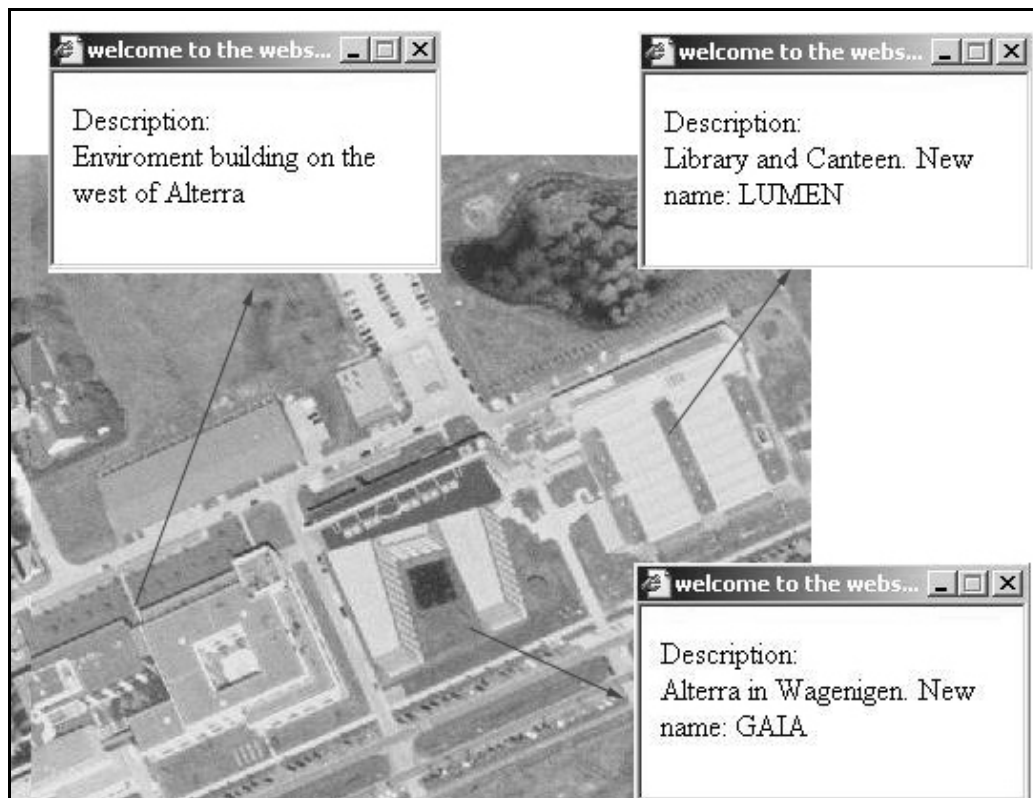 welcome to the webs...
Description:
Enviroment building on the
west of Alterra
welcome to the webs...
Description:
Library and Canteen. New
name: LUMEN
welcome to the webs...
Description:
Alterra in Wagenigen. New
name: GAIA